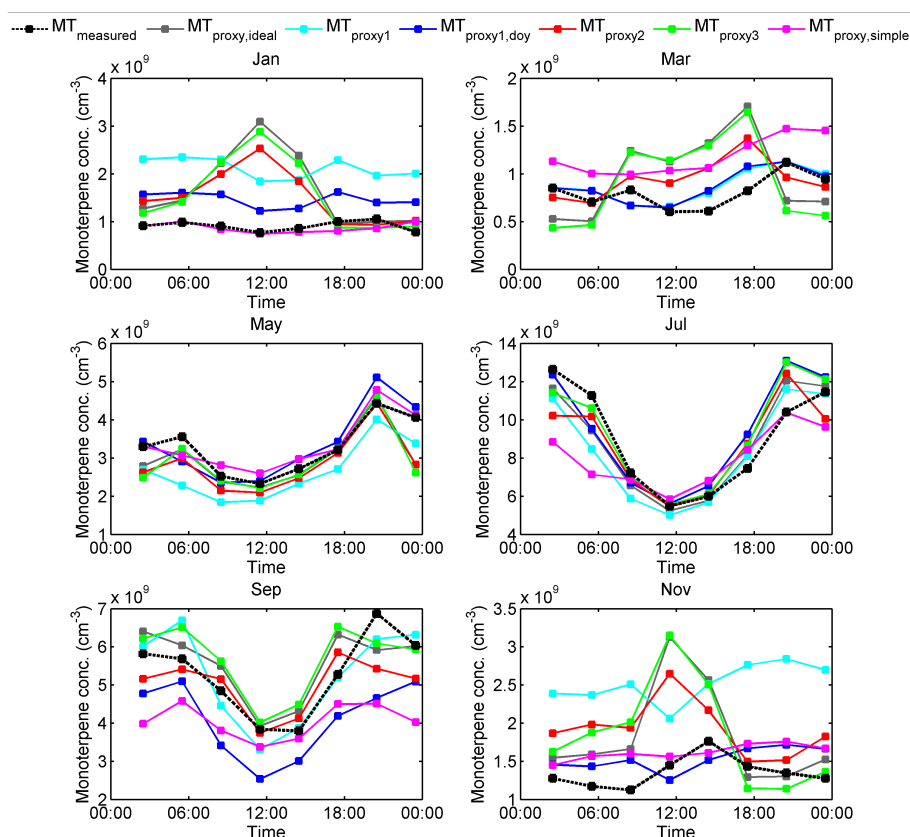 MTmeasured MTproxy,ideal MTproxy1 MTproxy1,doy MTproxy2 MTproxy3 MTproxy,simple
Jan
x 10^9
Monoterpene conc. (cm^-3)
4
3
2
1
0
00:00 06:00 12:00 18:00 00:00
Time
Mar
x 10^9
Monoterpene conc. (cm^-3)
2
1.5
1
0.5
0
00:00 06:00 12:00 18:00 00:00
Time
May
x 10^9
Monoterpene conc. (cm^-3)
6
5
4
3
2
1
00:00 06:00 12:00 18:00 00:00
Time
Jul
x 10^9
Monoterpene conc. (cm^-3)
14
12
10
8
6
4
00:00 06:00 12:00 18:00 00:00
Time
Sep
x 10^9
Monoterpene conc. (cm^-3)
7
6
5
4
3
2
00:00 06:00 12:00 18:00 00:00
Time
Nov
x 10^9
Monoterpene conc. (cm^-3)
3.5
3
2.5
2
1.5
1
00:00 06:00 12:00 18:00 00:00
Time